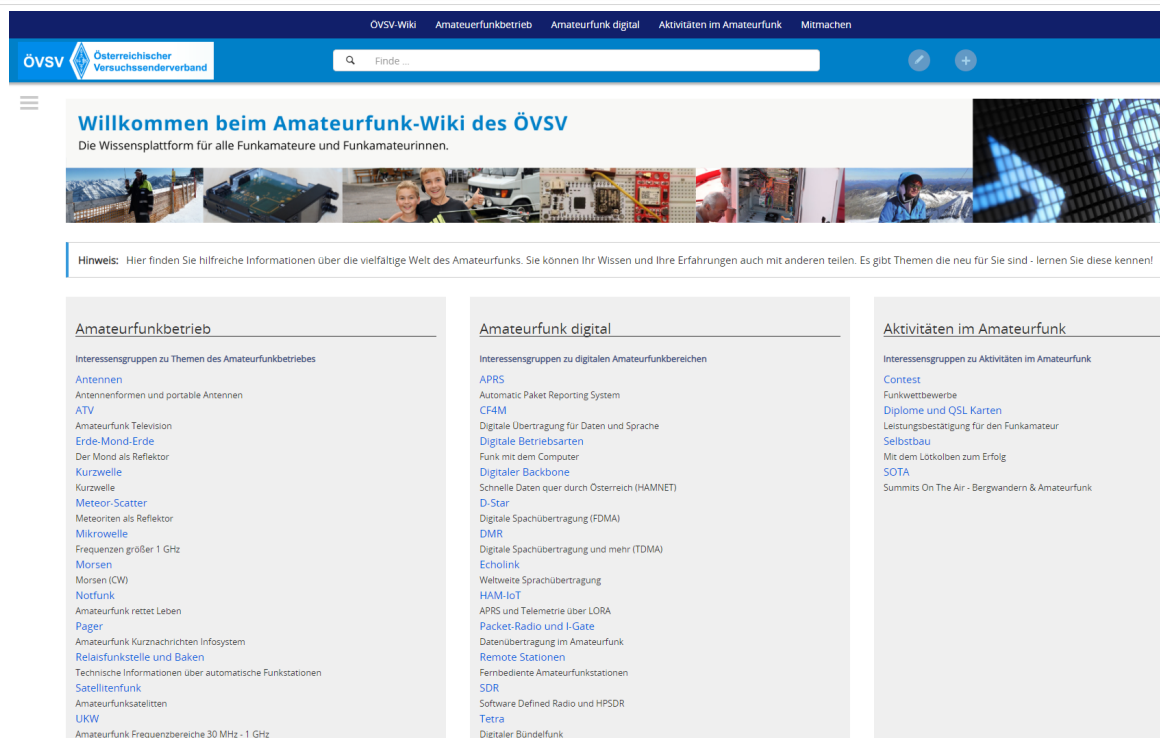 ÖVSV-Wiki Amateuerfunkbetrieb Amateurfunk digital Aktivitäten im Amateurfunk Mitmachen
ÖVSV
Österreichischer
Versuchssenderverband
Finde ...
Willkommen beim Amateurfunk-Wiki des ÖVSV
Die Wissensplattform für alle Funkamateure und Funkamateurinnen.
Hinweis: Hier finden Sie hilfreiche Informationen über die vielfältige Welt des Amateurfunks. Sie können Ihr Wissen und Ihre Erfahrungen auch mit anderen teilen. Es gibt Themen die neu für Sie sind - lernen Sie diese kennen!
Amateurfunkbetrieb
Interessensgruppen zu Themen des Amateurfunkbetriebes
Antennen
Antennenformen und portable Antennen
ATV
Amateurfunk Television
Erde-Mond-Erde
Der Mond als Reflektor
Kurzwelle
Kurzwelle
Meteor-Scatter
Meteoriten als Reflektor
Mikrowelle
Frequenzen größer 1 GHz
Morsen
Morsen (CW)
Notfunk
Amateurfunk rettet Leben
Pager
Amateurfunk Kurznachrichten Infosystem
Relaisfunkstelle und Baken
Technische Informationen über automatische Funkstationen
Satellitenfunk
Amateurfunksatelitten
UKW
Amateurfunk Frequenzbereiche 30 MHz - 1 GHz
Amateurfunk digital
Interessensgruppen zu digitalen Amateurfunkbereichen
APRS
Automatic Paket Reporting System
CF4M
Digitale Übertragung für Daten und Sprache
Digitale Betriebsarten
Funk mit dem Computer
Digitaler Backbone
Schnelle Daten quer durch Österreich (HAMNET)
D-Star
Digitale Spachübertragung (FDMA)
DMR
Digitale Spachübertragung und mehr (TDMA)
Echolink
Weltweite Sprachübertragung
HAM-IoT
APRS und Telemetrie über LORA
Packet-Radio und I-Gate
Datenübertragung im Amateurfunk
Remote Stationen
Fernbediente Amateurfunkstationen
SDR
Software Defined Radio und HPSDR
Tetra
Digitaler Bündelfunk
Aktivitäten im Amateurfunk
Interessensgruppen zu Aktivitäten im Amateurfunk
Contest
Funkwettbewerbe
Diplome und QSL Karten
Leistungsbestätigung für den Funkamateur
Selbstbau
Mit dem Lötkolben zum Erfolg
SOTA
Summits On The Air - Bergwandern & Amateurfunk